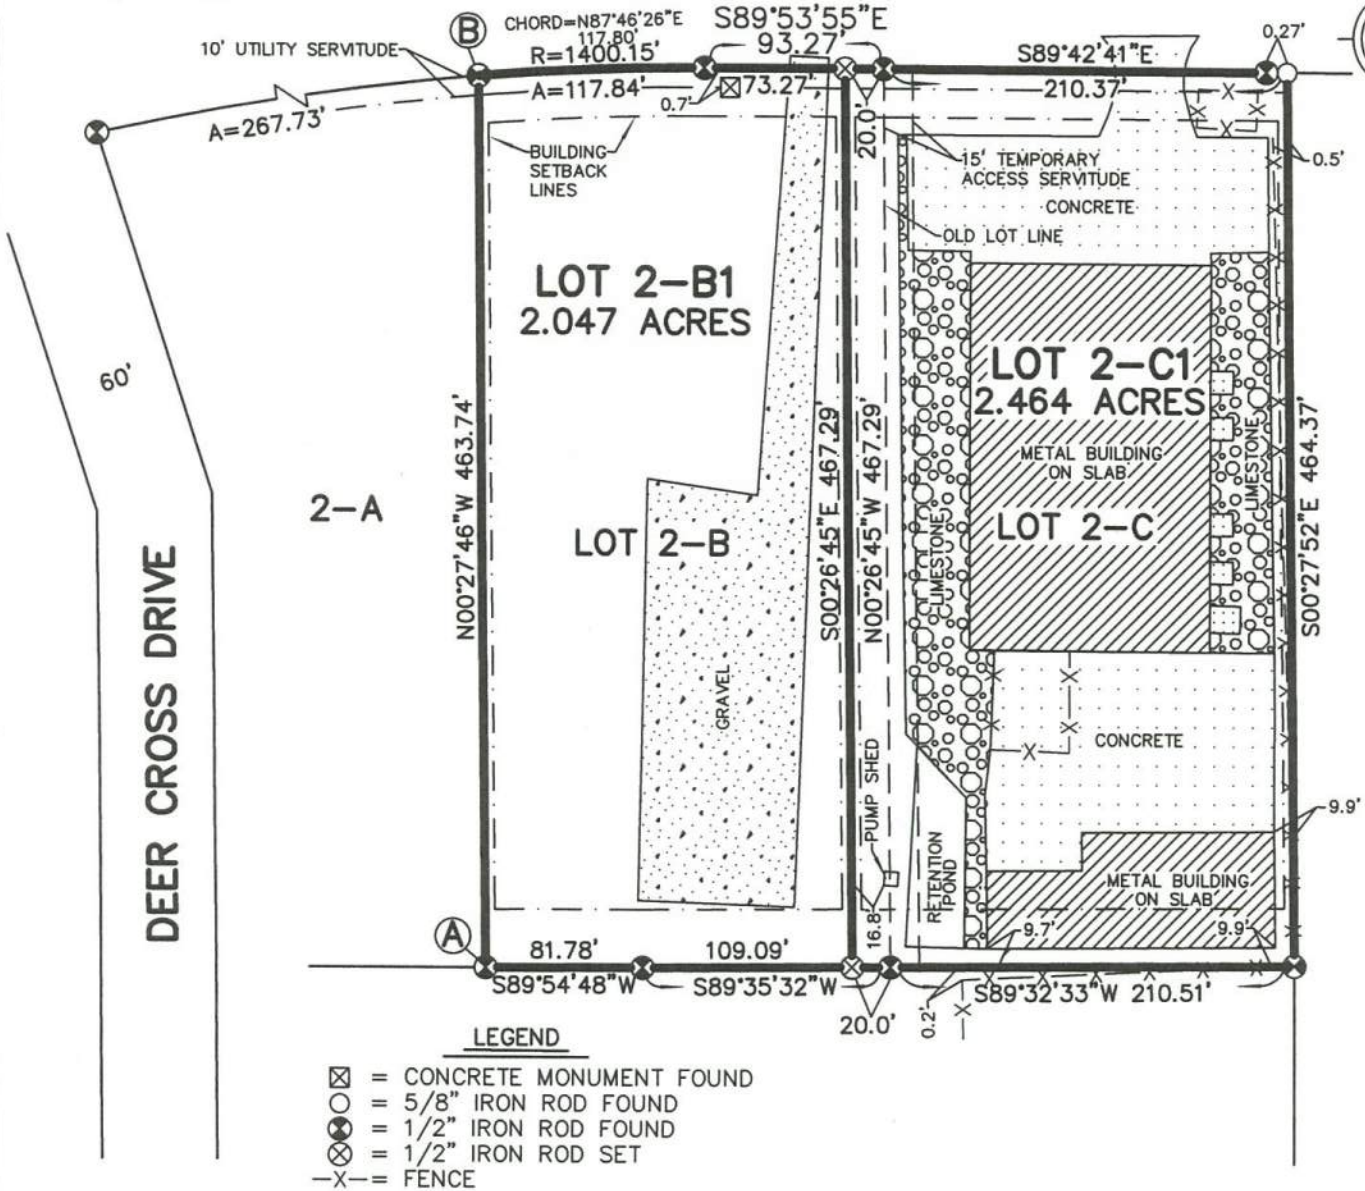 CHORD=N87°46'26"E
117.80'
R=1400.15'
A=117.84'
S89°53'55"E
93.27'
73.27'
0.7'
20.0'
S89°42'41"E
210.37'
0.27'
0.5'
B
10' UTILITY SERVITUDE
A=267.73'
BUILDING
SETBACK
LINES
15' TEMPORARY
ACCESS SERVITUDE
CONCRETE
OLD LOT LINE
LOT 2-B1
2.047 ACRES
LOT 2-C1
2.464 ACRES
METAL BUILDING
ON SLAB
LOT 2-C
LIMESTONE
LIMESTONE
60'
2-A
LOT 2-B
N00°27'46"W 463.74'
S00°26'45"E 467.29'
N00°26'45"W 467.29'
S00°27'52"E 464.37'
DEER CROSS DRIVE
GRAVEL
PUMP SHED
CONCRETE
9.9'
RETENTION
POND
METAL BUILDING
ON SLAB
16.8'
9.7'
9.9'
A
81.78'
S89°54'48"W
109.09'
S89°35'32"W
20.0'
0.2'
S89°32'33"W 210.51'
LEGEND
= CONCRETE MONUMENT FOUND
= 5/8" IRON ROD FOUND
= 1/2" IRON ROD FOUND
= 1/2" IRON ROD SET
—X— = FENCE